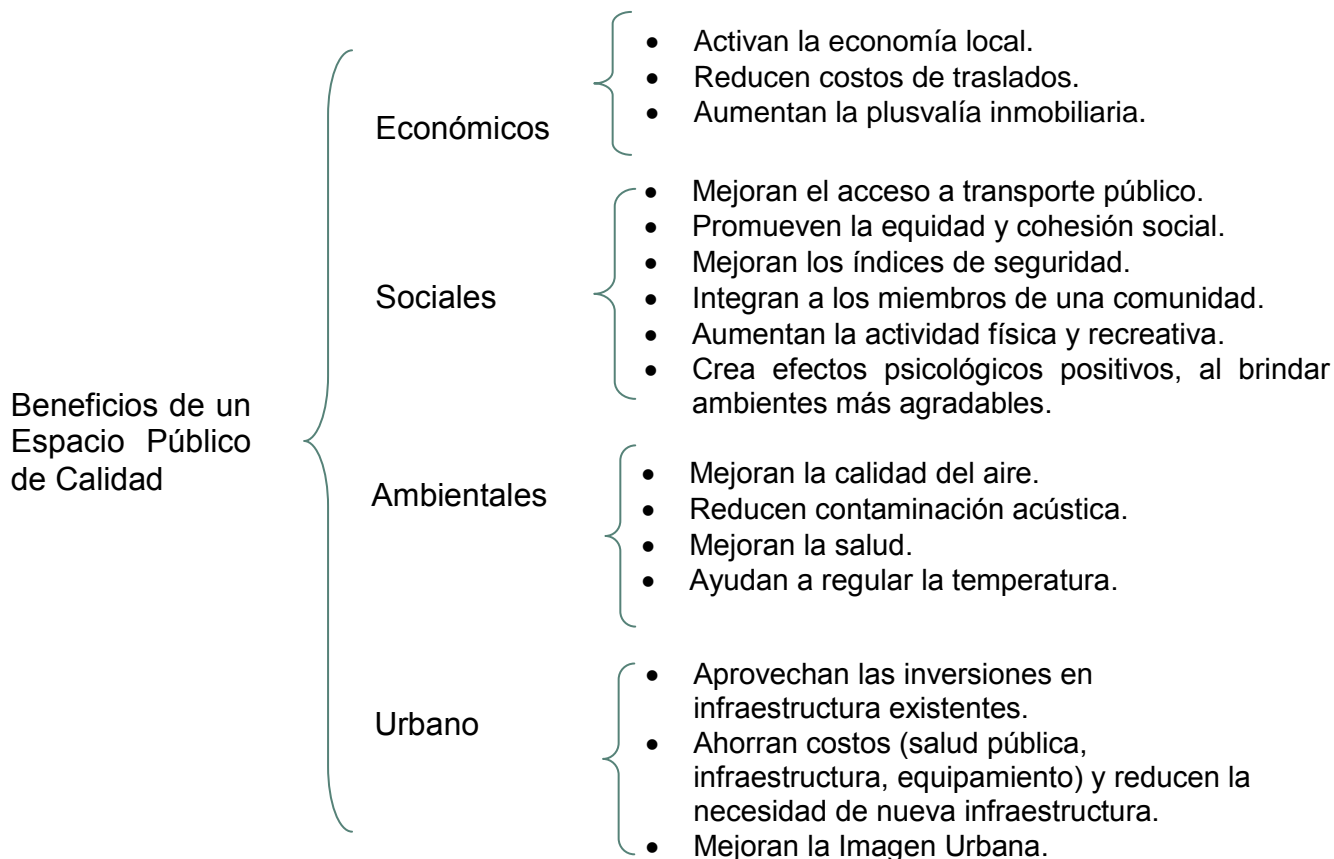 Beneficios de un
Espacio Público
de Calidad
Económicos
• Activan la economía local.
• Reducen costos de traslados.
• Aumentan la plusvalía inmobiliaria.
Sociales
• Mejoran el acceso a transporte público.
• Promueven la equidad y cohesión social.
• Mejoran los índices de seguridad.
• Integran a los miembros de una comunidad.
• Aumentan la actividad física y recreativa.
• Crea efectos psicológicos positivos, al brindar
ambientes más agradables.
Ambientales
• Mejoran la calidad del aire.
• Reducen contaminación acústica.
• Mejoran la salud.
• Ayudan a regular la temperatura.
Urbano
• Aprovechan las inversiones en
infraestructura existentes.
• Ahorran costos (salud pública,
infraestructura, equipamiento) y reducen la
necesidad de nueva infraestructura.
• Mejoran la Imagen Urbana.